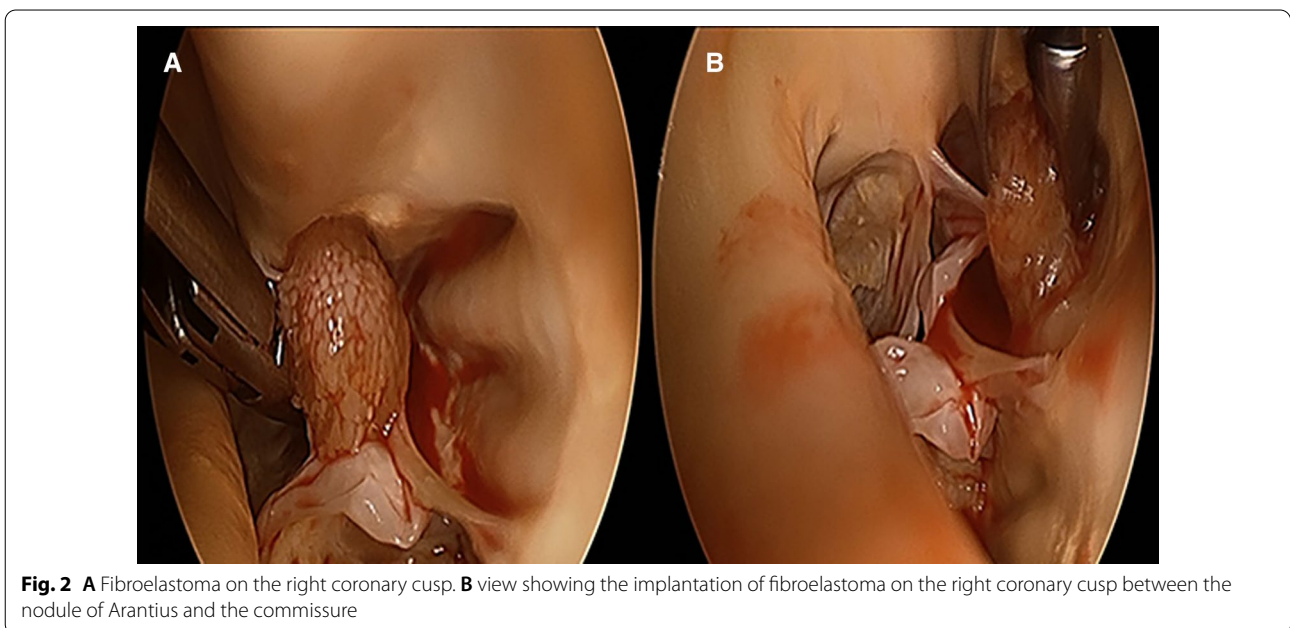 A
B
Fig. 2 A Fibroelastoma on the right coronary cusp. B view showing the implantation of fibroelastoma on the right coronary cusp between the
nodule of Arantius and the commissure